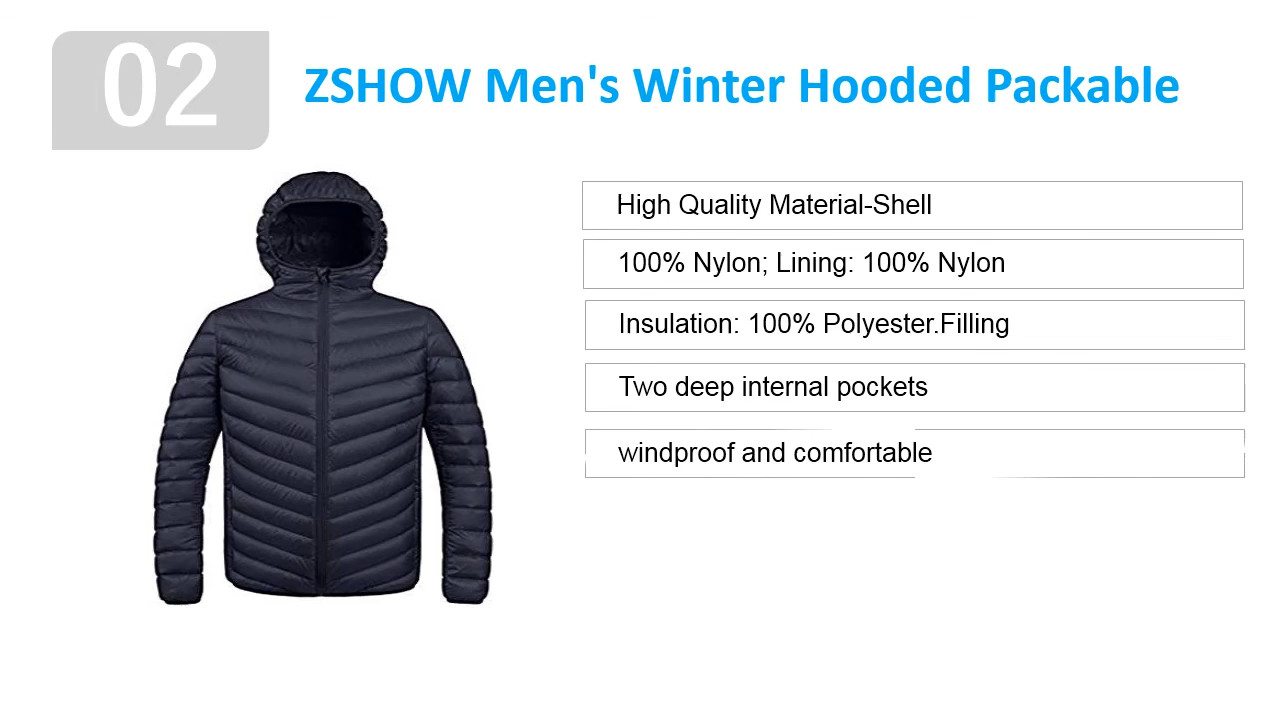 02
ZSHOW Men's Winter Hooded Packable
High Quality Material-Shell
100% Nylon; Lining: 100% Nylon
Insulation: 100% Polyester.Filling
Two deep internal pockets
windproof and comfortable